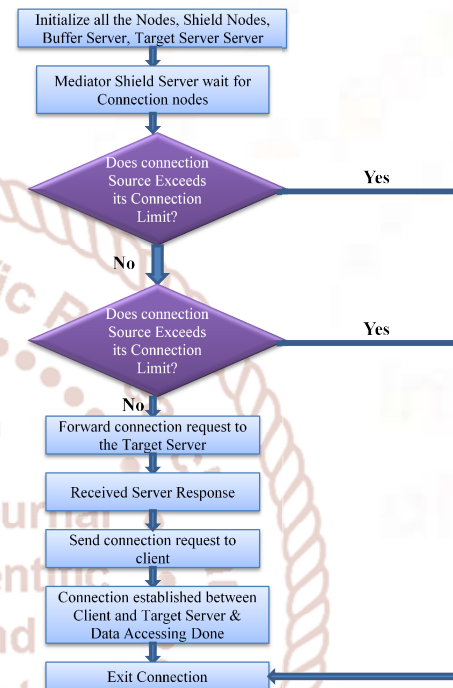 Initialize all the Nodes, Shield Nodes,
Buffer Server, Target Server Server
Mediator Shield Server wait for
Connection nodes
Does connection
Source Exceeds
its Connection
Limit?
Yes
No
Does connection
Source Exceeds
its Connection
Limit?
Yes
No
Forward connection request to
the Target Server
Received Server Response
Send connection request to
client
Connection established between
Client and Target Server &
Data Accessing Done
Exit Connection